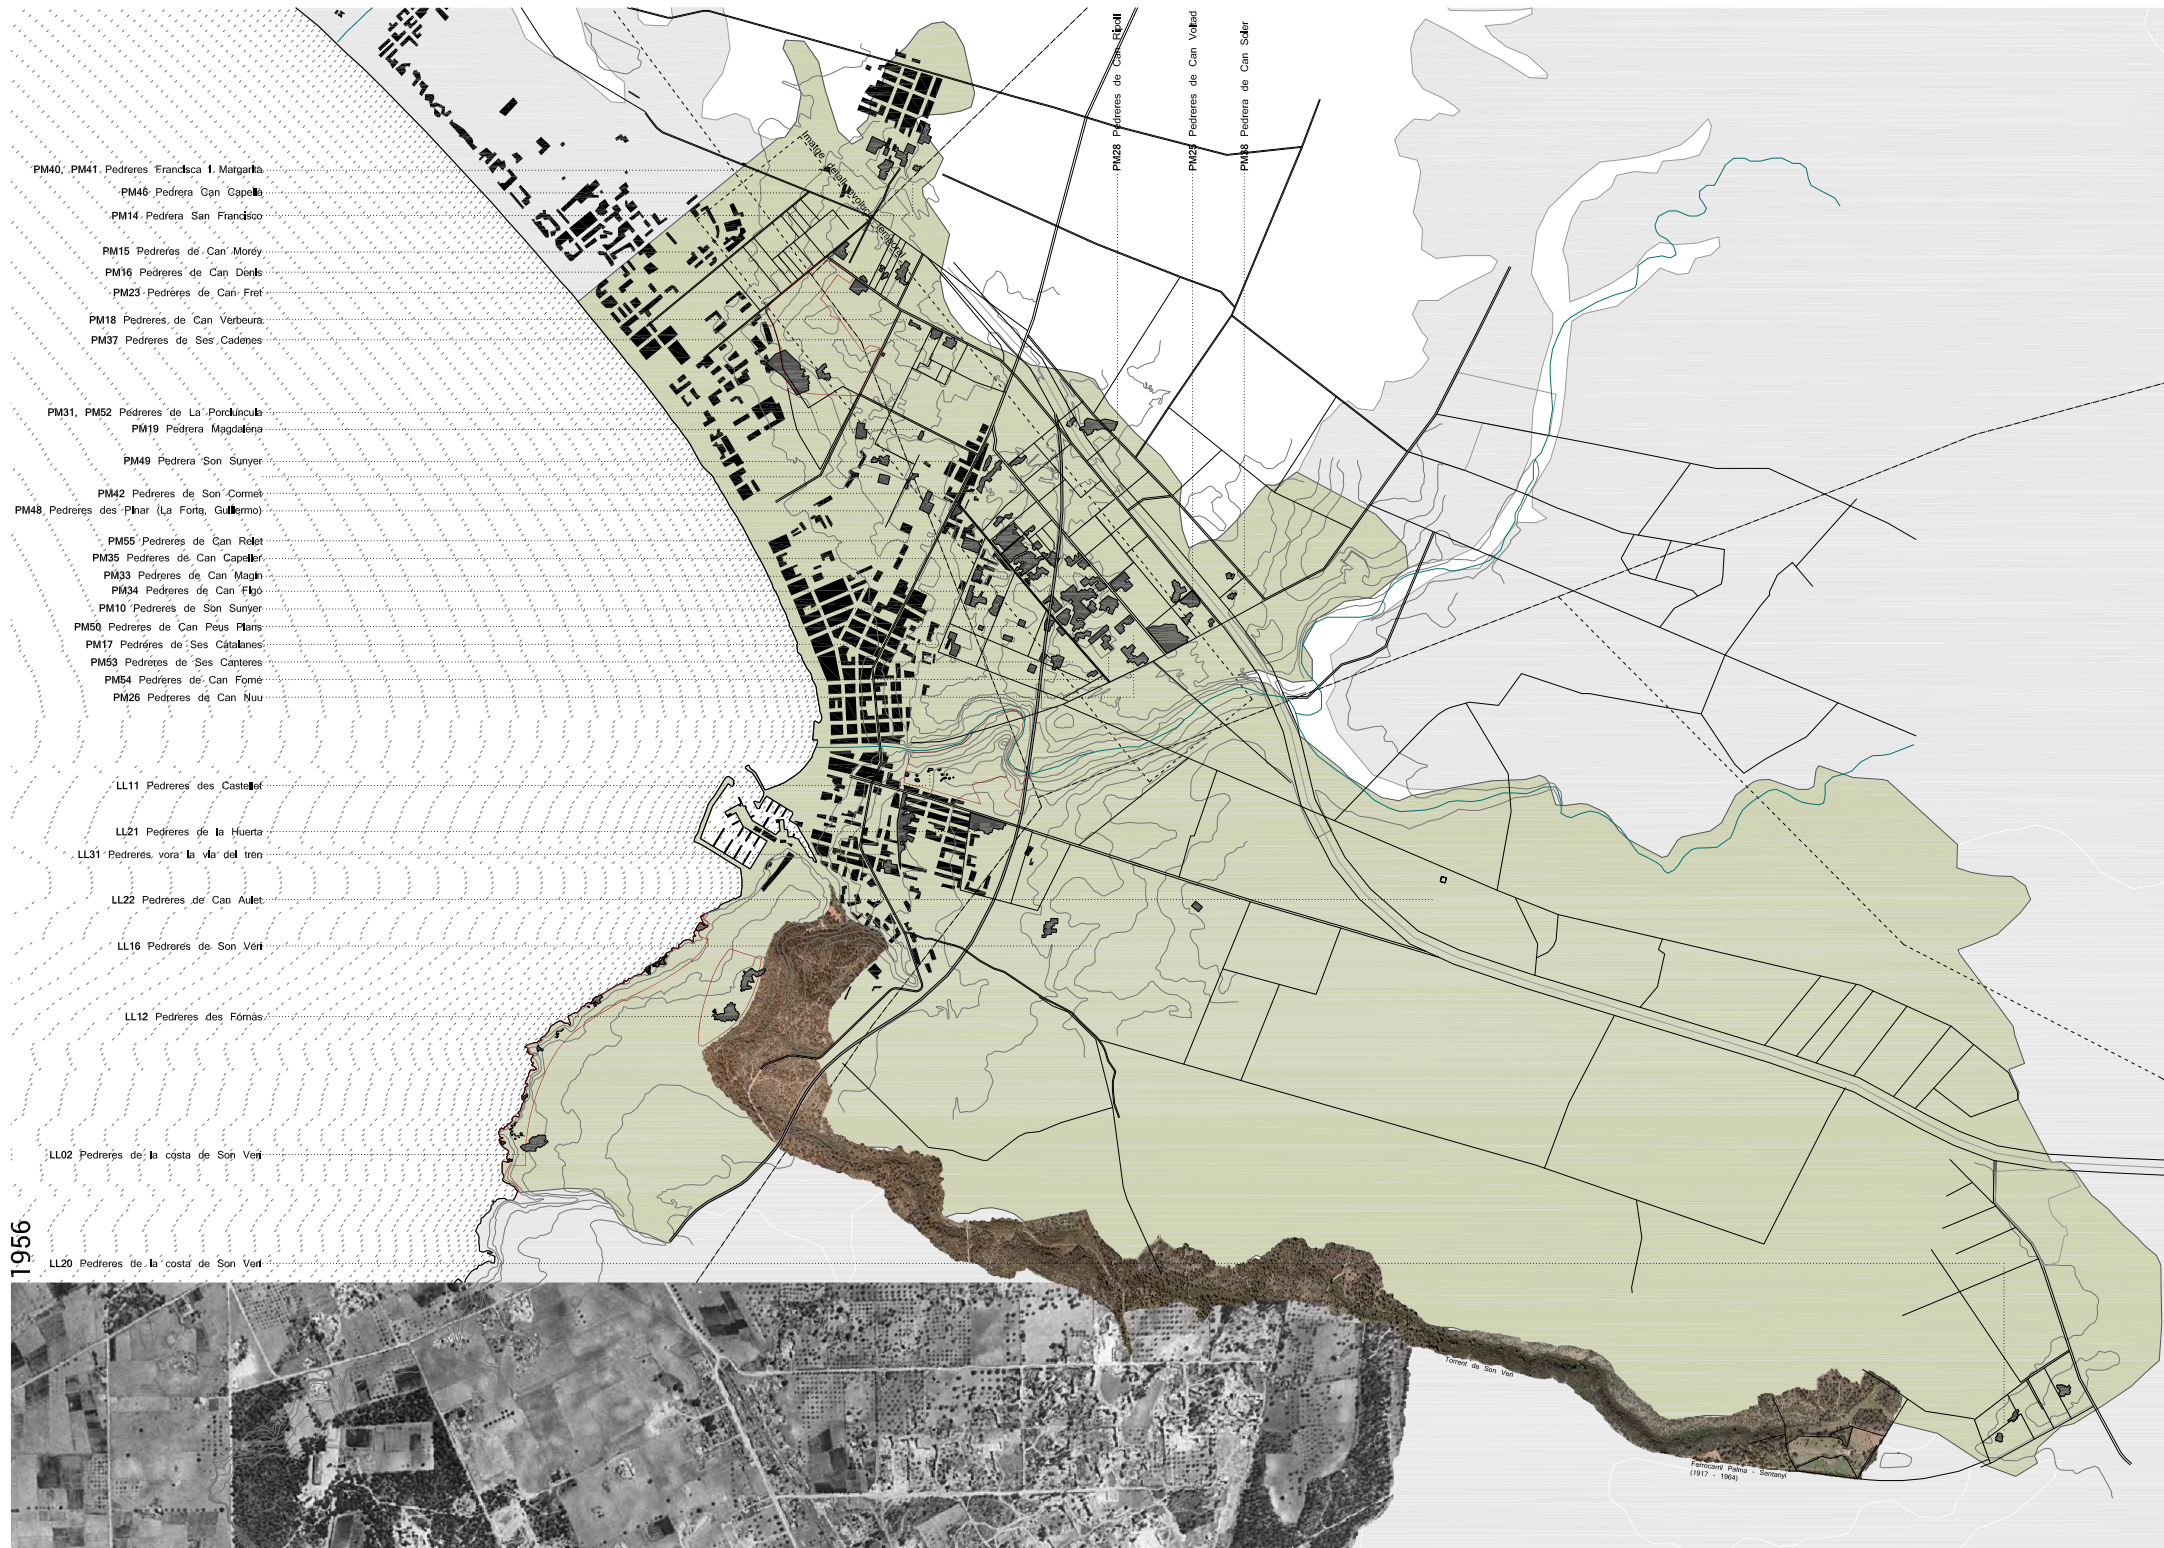 PM28 Pedreres de Can Ripoll
PM25 Pedreres de Can Voltad
PM38 Pedrera de Can Soler
PM40, PM41 Pedreres Francisca i Margarita
PM46 Pedrera Can Capellà
PM14 Pedrera San Francisco
PM15 Pedreres de Can Morey
PM16 Pedreres de Can Denis
PM23 Pedreres de Can Fret
PM18 Pedreres de Can Verbeura
PM37 Pedreres de Ses Cadenes
PM31, PM52 Pedreres de La Porciuncula
PM19 Pedrera Magdalena
PM49 Pedrera Son Sunyer
PM42 Pedreres de Son Cormet
PM48 Pedreres des Pinar (La Forta, Guillermo)
PM55 Pedreres de Can Relet
PM35 Pedreres de Can Capeller
PM33 Pedreres de Can Magin
PM34 Pedreres de Can Figó
PM10 Pedreres de Son Sunyer
PM50 Pedreres de Can Peus Plans
PM17 Pedreres de Ses Catalanes
PM53 Pedreres de Ses Canteres
PM54 Pedreres de Can Forné
PM26 Pedreres de Can Nuu
LL11 Pedreres des Castellet
LL21 Pedreres de la Huerta
LL31 Pedreres vora la via del tren
LL22 Pedreres de Can Aulet
LL16 Pedreres de Son Verí
LL12 Pedreres des Fornàs
LL02 Pedreres de la costa de Son Verí
LL20 Pedreres de la costa de Son Verí
1956
Imatge de la evolució temporal
Torrent de Son Verí
Ferrocarril Palma - Santanyí
(1917 - 1964)